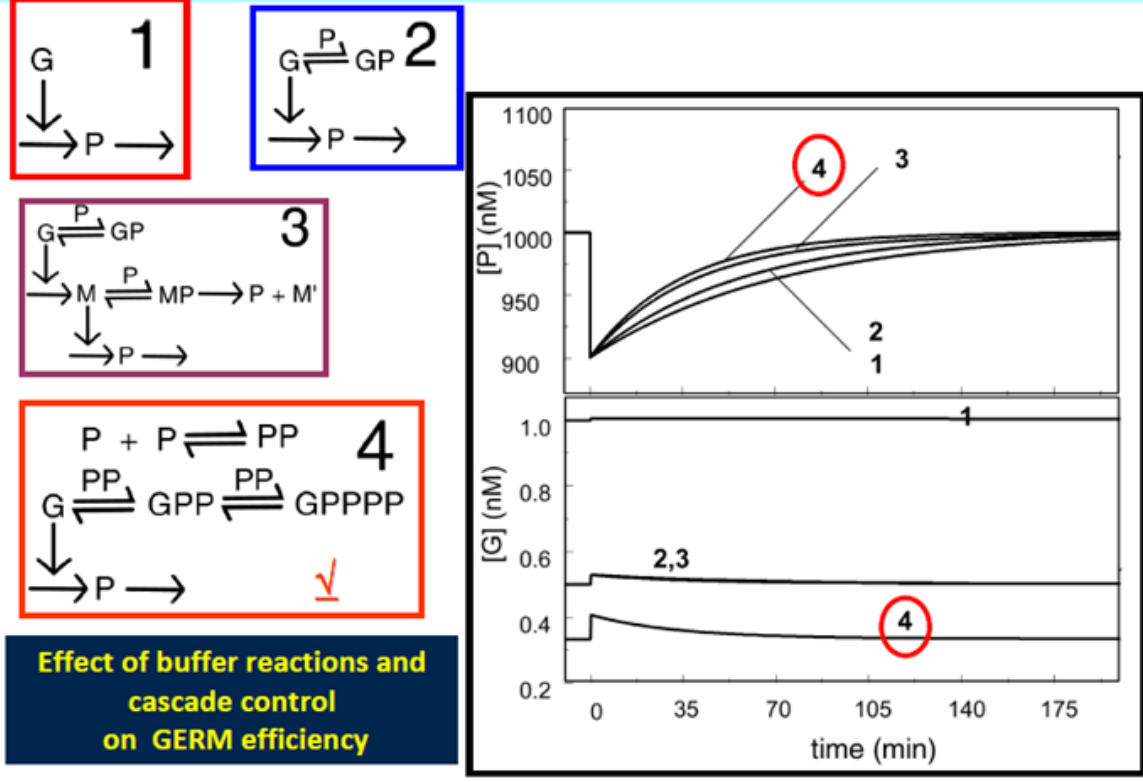 1
G
→ P →
2
P
G ⇌ GP
→ P →
3
P
G ⇌ GP
P
→ M ⇌ MP → P + M'
→ P →
4
P + P ⇌ PP
PP PP
G ⇌ GPP ⇌ GPPPP
→ P →
√
Effect of buffer reactions and
cascade control
on GERM efficiency
[P] (nM)
1100
1050
1000
950
900
4
3
2
1
[G] (nM)
1.0
0.8
0.6
0.4
0.2
1
2,3
4
0 35 70 105 140 175
time (min)